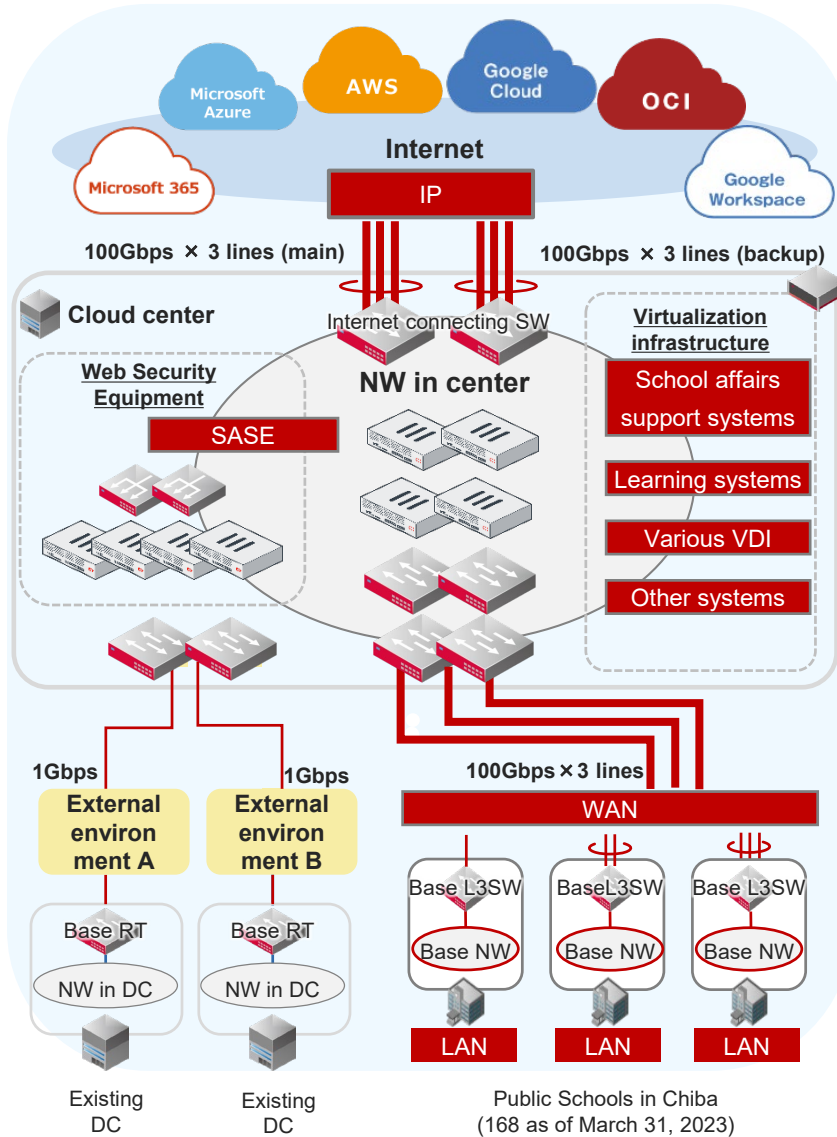 Microsoft
Azure
AWS
Google
Cloud
OCI
Internet
Microsoft 365
IP
Google
Workspace
100Gbps × 3 lines (main)
100Gbps × 3 lines (backup)
Cloud center
Internet connecting SW
Virtualization
infrastructure
Web Security
Equipment
NW in center
School affairs
support systems
SASE
Learning systems
Various VDI
Other systems
1Gbps
1Gbps
100Gbps×3 lines
External
environ
ment A
External
environ
ment B
WAN
Base RT
Base RT
Base L3SW
BaseL3SW
Base L3SW
NW in DC
NW in DC
Base NW
Base NW
Base NW
LAN
LAN
LAN
Existing
DC
Existing
DC
Public Schools in Chiba
(168 as of March 31, 2023)